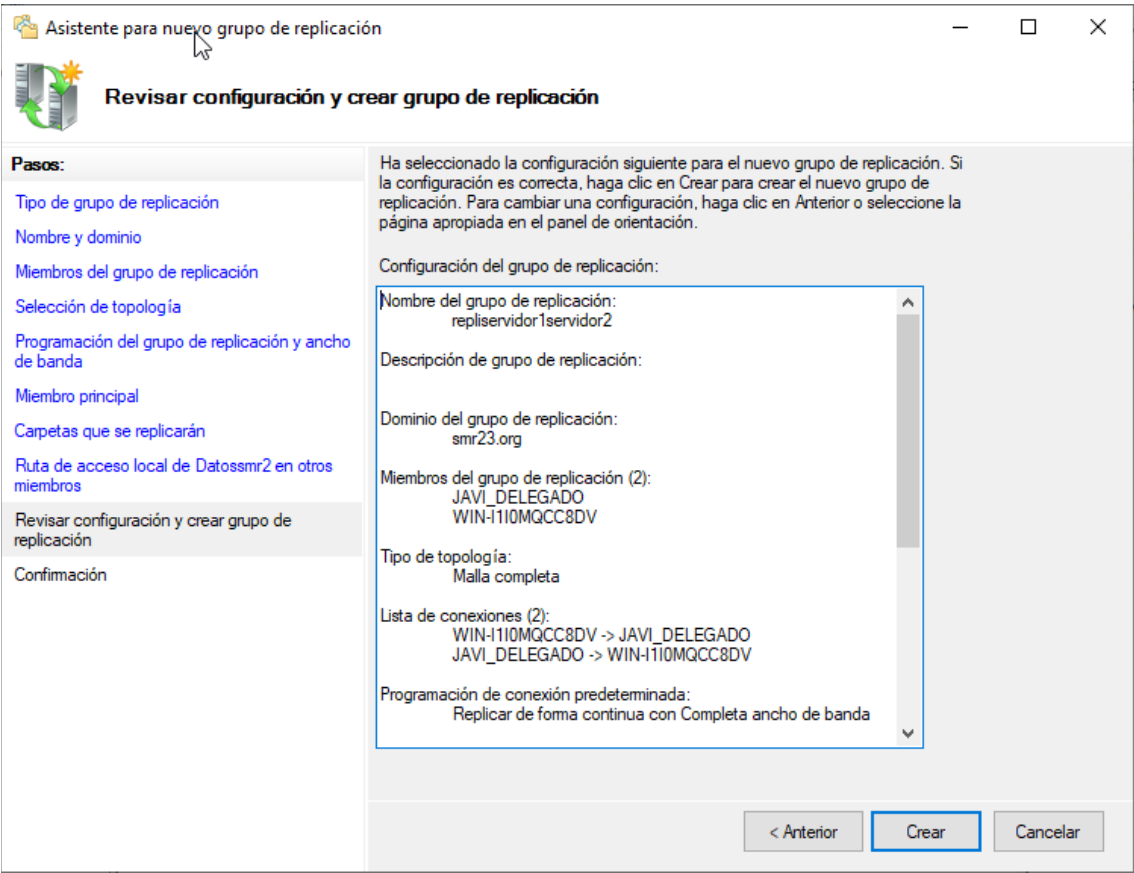 Asistente para nuevo grupo de replicación
Revisar configuración y crear grupo de replicación
Pasos:
Tipo de grupo de replicación
Nombre y dominio
Miembros del grupo de replicación
Selección de topología
Programación del grupo de replicación y ancho
de banda
Miembro principal
Carpetas que se replicarán
Ruta de acceso local de Datossmr2 en otros
miembros
Revisar configuración y crear grupo de
replicación
Confirmación
Ha seleccionado la configuración siguiente para el nuevo grupo de replicación. Si
la configuración es correcta, haga clic en Crear para crear el nuevo grupo de
replicación. Para cambiar una configuración, haga clic en Anterior o seleccione la
página apropiada en el panel de orientación.
Configuración del grupo de replicación:
Nombre del grupo de replicación:
repliservidor1servidor2
Descripción de grupo de replicación:
Dominio del grupo de replicación:
smr23.org
Miembros del grupo de replicación (2):
JAVI_DELEGADO
WIN-I1I0MQCC8DV
Tipo de topología:
Malla completa
Lista de conexiones (2):
WIN-I1I0MQCC8DV -> JAVI_DELEGADO
JAVI_DELEGADO -> WIN-I1I0MQCC8DV
Programación de conexión predeterminada:
Replicar de forma continua con Completa ancho de banda
< Anterior
Crear
Cancelar